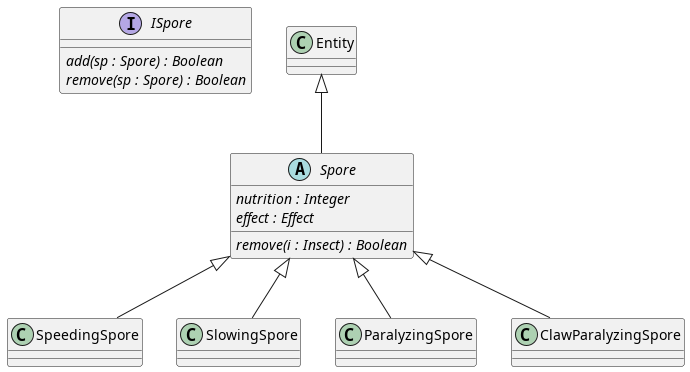 I ISpore
add(sp : Spore) : Boolean
remove(sp : Spore) : Boolean
C Entity
A Spore
nutrition : Integer
effect : Effect
remove(i : Insect) : Boolean
C SpeedingSpore
C SlowingSpore
C ParalyzingSpore
C ClawParalyzingSpore